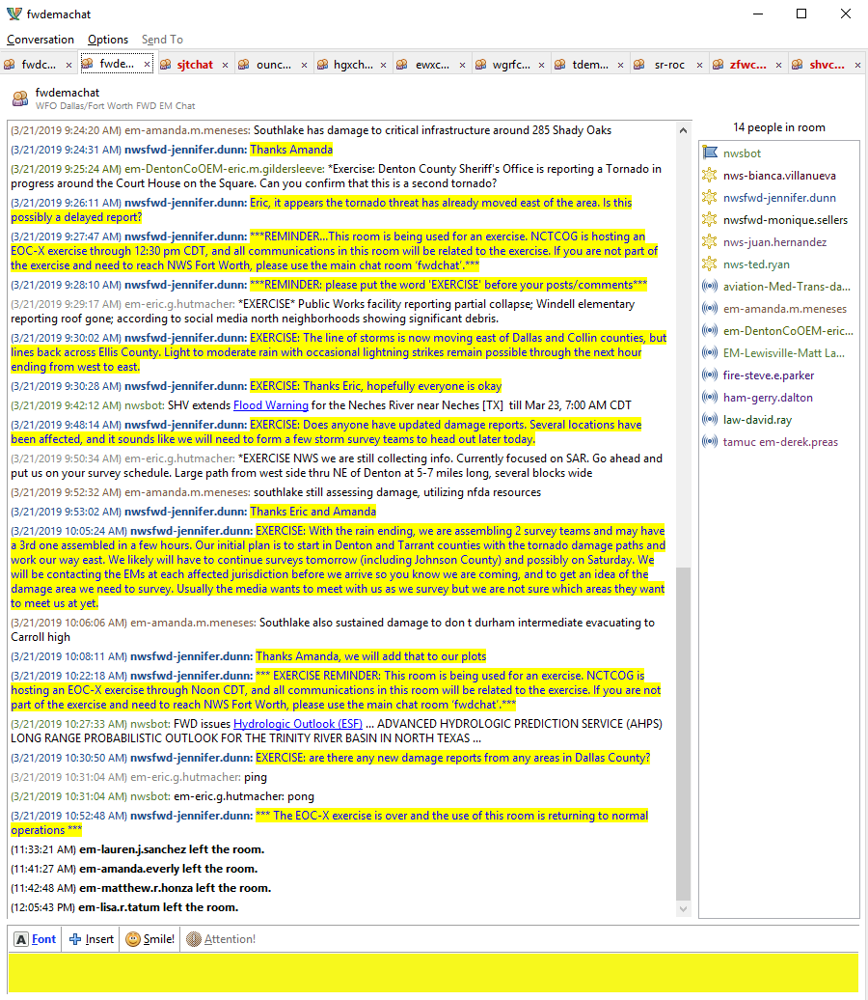 fwdemachat
Conversation Options Send To
fwdc... × fwde... × sjtchat × ounc... × hgxch... × ewxc... × wgrfc... × tdem... × sr-roc × zfwc... × shvc... ×
fwdemachat
WFO Dallas/Fort Worth FWD EM Chat
(3/21/2019 9:24:20 AM) em-amanda.m.meneses: Southlake has damage to critical infrastructure around 285 Shady Oaks
(3/21/2019 9:24:31 AM) nwsfwd-jennifer.dunn: Thanks Amanda
(3/21/2019 9:25:24 AM) em-DentonCoOEM-eric.m.gildersleeve: *Exercise: Denton County Sheriff's Office is reporting a Tornado in
progress around the Court House on the Square. Can you confirm that this is a second tornado?
(3/21/2019 9:26:11 AM) nwsfwd-jennifer.dunn: Eric, it appears the tornado threat has already moved east of the area. Is this
possibly a delayed report?
(3/21/2019 9:27:47 AM) nwsfwd-jennifer.dunn: ***REMINDER...This room is being used for an exercise. NCTCOG is hosting an
EOC-X exercise through 12:30 pm CDT, and all communications in this room will be related to the exercise. If you are not part of
the exercise and need to reach NWS Fort Worth, please use the main chat room 'fwdchat'.***
(3/21/2019 9:28:10 AM) nwsfwd-jennifer.dunn: ***REMINDER: please put the word 'EXERCISE' before your posts/comments***
(3/21/2019 9:29:17 AM) em-eric.g.hutmacher: *EXERCISE* Public Works facility reporting partial collapse; Windell elementary
reporting roof gone; according to social media north neighborhoods showing significant debris.
(3/21/2019 9:30:02 AM) nwsfwd-jennifer.dunn: EXERCISE: The line of storms is now moving east of Dallas and Collin counties, but
lines back across Ellis County. Light to moderate rain with occasional lightning strikes remain possible through the next hour
ending from west to east.
(3/21/2019 9:30:28 AM) nwsfwd-jennifer.dunn: EXERCISE: Thanks Eric, hopefully everyone is okay
(3/21/2019 9:42:12 AM) nwsbot: SHV extends Flood Warning for the Neches River near Neches [TX] till Mar 23, 7:00 AM CDT
(3/21/2019 9:48:14 AM) nwsfwd-jennifer.dunn: EXERCISE: Does anyone have updated damage reports. Several locations have
been affected, and it sounds like we will need to form a few storm survey teams to head out later today.
(3/21/2019 9:50:34 AM) em-eric.g.hutmacher: *EXERCISE NWS we are still collecting info. Currently focused on SAR. Go ahead and
put us on your survey schedule. Large path from west side thru NE of Denton at 5-7 miles long, several blocks wide
(3/21/2019 9:52:32 AM) em-amanda.m.meneses: southlake still assessing damage, utilizing nfda resources
(3/21/2019 9:53:02 AM) nwsfwd-jennifer.dunn: Thanks Eric and Amanda
(3/21/2019 10:05:24 AM) nwsfwd-jennifer.dunn: EXERCISE: With the rain ending, we are assembling 2 survey teams and may have
a 3rd one assembled in a few hours. Our initial plan is to start in Denton and Tarrant counties with the tornado damage paths and
work our way east. We likely will have to continue surveys tomorrow (including Johnson County) and possibly on Saturday. We
will be contacting the EMs at each affected jurisdiction before we arrive so you know we are coming, and to get an idea of the
damage area we need to survey. Usually the media wants to meet with us as we survey but we are not sure which areas they want
to meet us at yet.
(3/21/2019 10:06:06 AM) em-amanda.m.meneses: Southlake also sustained damage to don t durham intermediate evacuating to
Carroll high
(3/21/2019 10:08:11 AM) nwsfwd-jennifer.dunn: Thanks Amanda, we will add that to our plots
(3/21/2019 10:22:18 AM) nwsfwd-jennifer.dunn: *** EXERCISE REMINDER: This room is being used for an exercise. NCTCOG is
hosting an EOC-X exercise through Noon CDT, and all communications in this room will be related to the exercise. If you are not
part of the exercise and need to reach NWS Fort Worth, please use the main chat room 'fwdchat'.***
(3/21/2019 10:27:33 AM) nwsbot: FWD issues Hydrologic Outlook (ESF) ... ADVANCED HYDROLOGIC PREDICTION SERVICE (AHPS)
LONG RANGE PROBABILISTIC OUTLOOK FOR THE TRINITY RIVER BASIN IN NORTH TEXAS ...
(3/21/2019 10:30:50 AM) nwsfwd-jennifer.dunn: EXERCISE: are there any new damage reports from any areas in Dallas County?
(3/21/2019 10:31:04 AM) em-eric.g.hutmacher: ping
(3/21/2019 10:31:04 AM) nwsbot: em-eric.g.hutmacher: pong
(3/21/2019 10:52:48 AM) nwsfwd-jennifer.dunn: *** The EOC-X exercise is over and the use of this room is returning to normal
operations ***
(11:33:21 AM) em-lauren.j.sanchez left the room.
(11:41:27 AM) em-amanda.everly left the room.
(11:42:48 AM) em-matthew.r.honza left the room.
(12:05:43 PM) em-lisa.r.tatum left the room.
14 people in room
nwsbot
nws-bianca.villanueva
nwsfwd-jennifer.dunn
nwsfwd-monique.sellers
nws-juan.hernandez
nws-ted.ryan
aviation-Med-Trans-da...
em-amanda.m.meneses
em-DentonCoOEM-eric...
EM-Lewisville-Matt La...
fire-steve.e.parker
ham-gerry.dalton
law-david.ray
tamuc em-derek.preas
A Font Insert Smile! Attention!